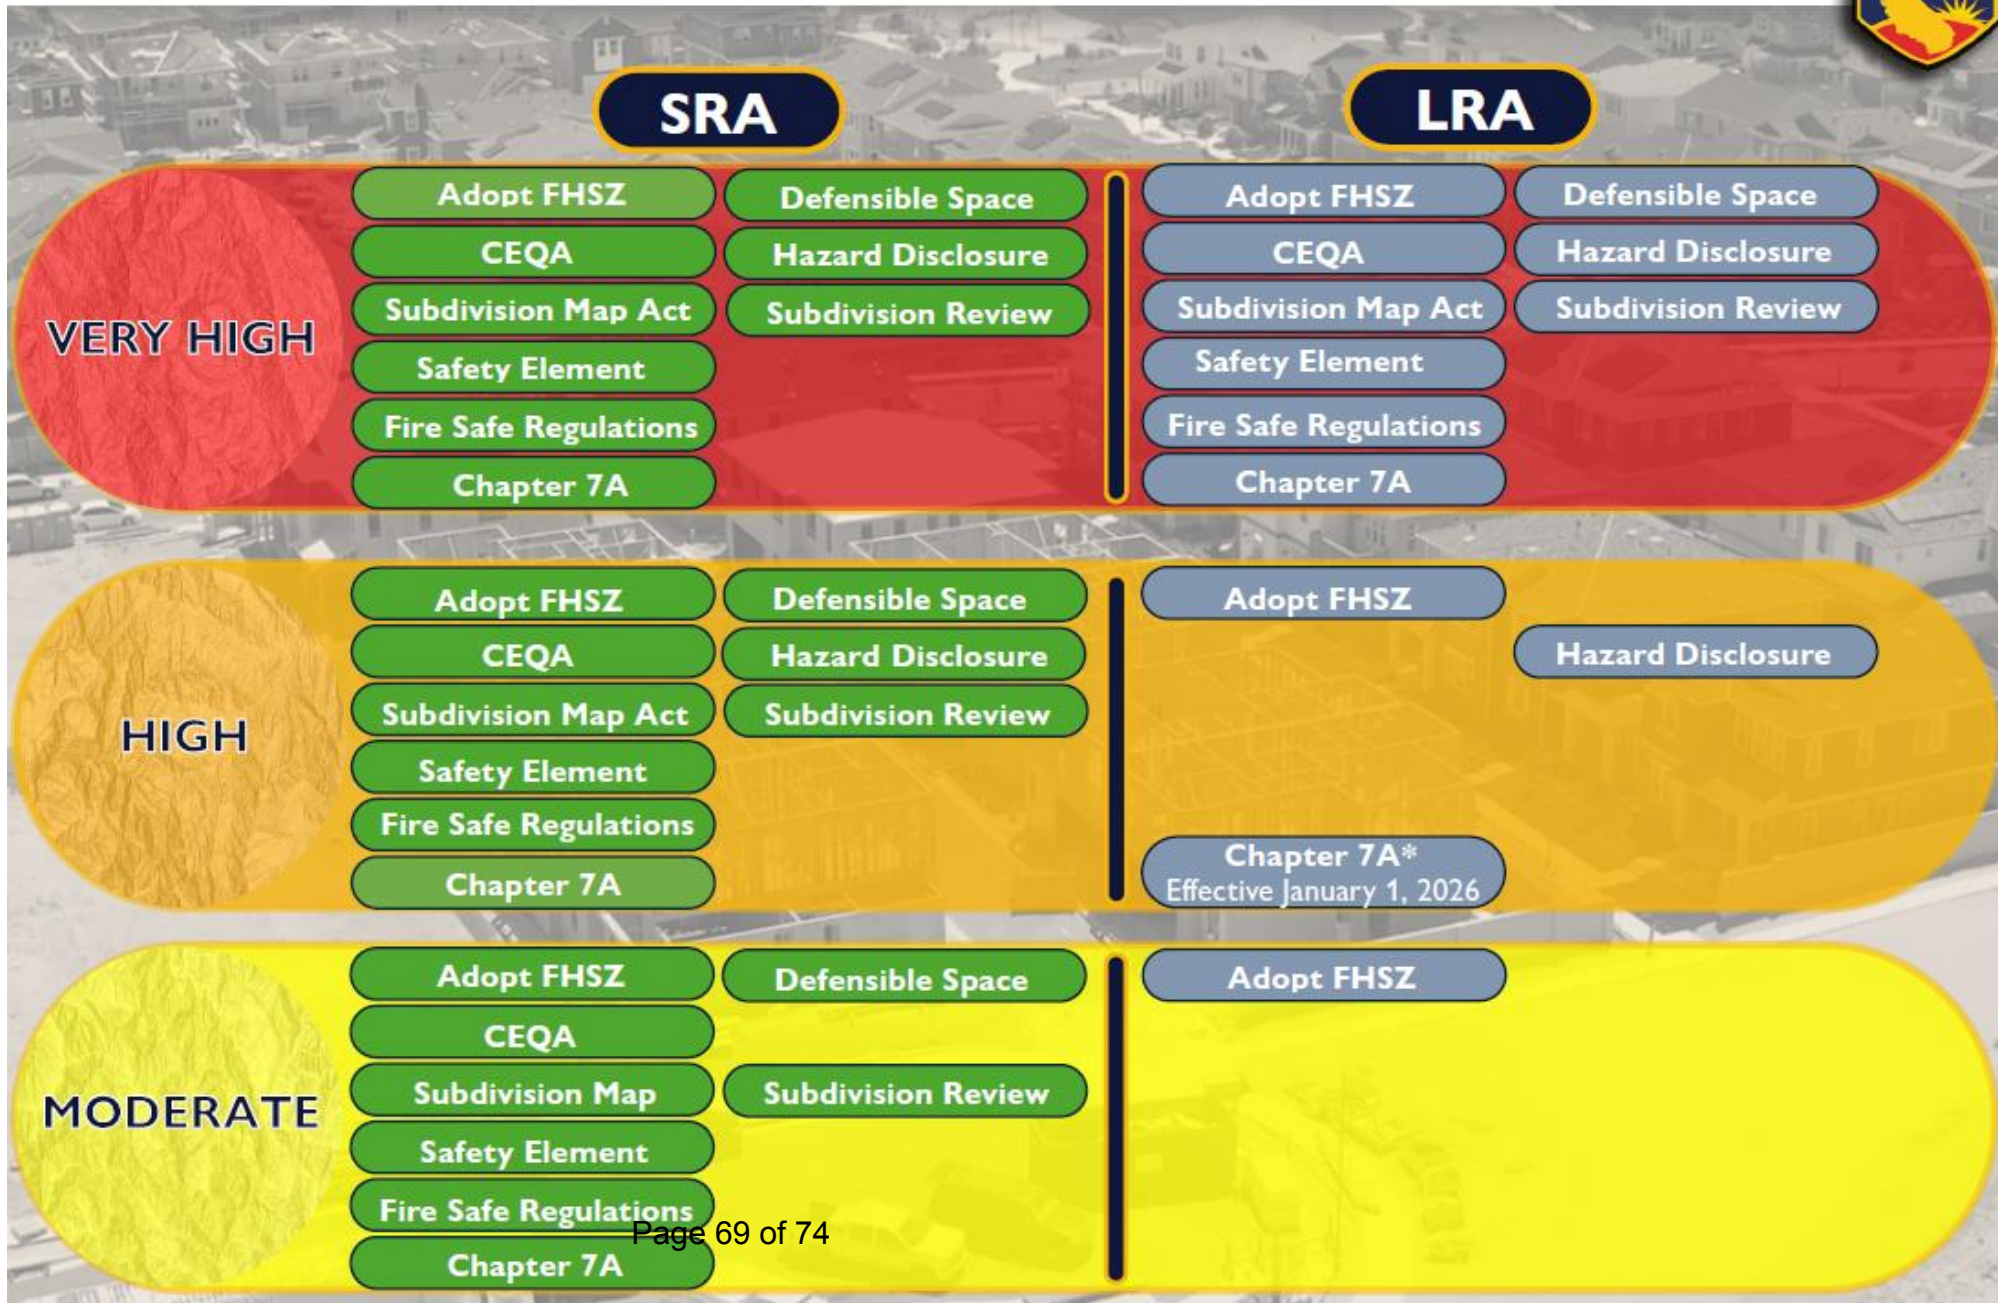 SRA
LRA
VERY HIGH
Adopt FHSZ
CEQA
Subdivision Map Act
Safety Element
Fire Safe Regulations
Chapter 7A
Defensible Space
Hazard Disclosure
Subdivision Review
Adopt FHSZ
CEQA
Subdivision Map Act
Safety Element
Fire Safe Regulations
Chapter 7A
Defensible Space
Hazard Disclosure
Subdivision Review
HIGH
Adopt FHSZ
CEQA
Subdivision Map Act
Safety Element
Fire Safe Regulations
Chapter 7A
Defensible Space
Hazard Disclosure
Subdivision Review
Adopt FHSZ
Chapter 7A*
Effective January 1, 2026
Hazard Disclosure
MODERATE
Adopt FHSZ
CEQA
Subdivision Map
Safety Element
Fire Safe Regulations
Chapter 7A
Defensible Space
Subdivision Review
Adopt FHSZ
Page 69 of 74